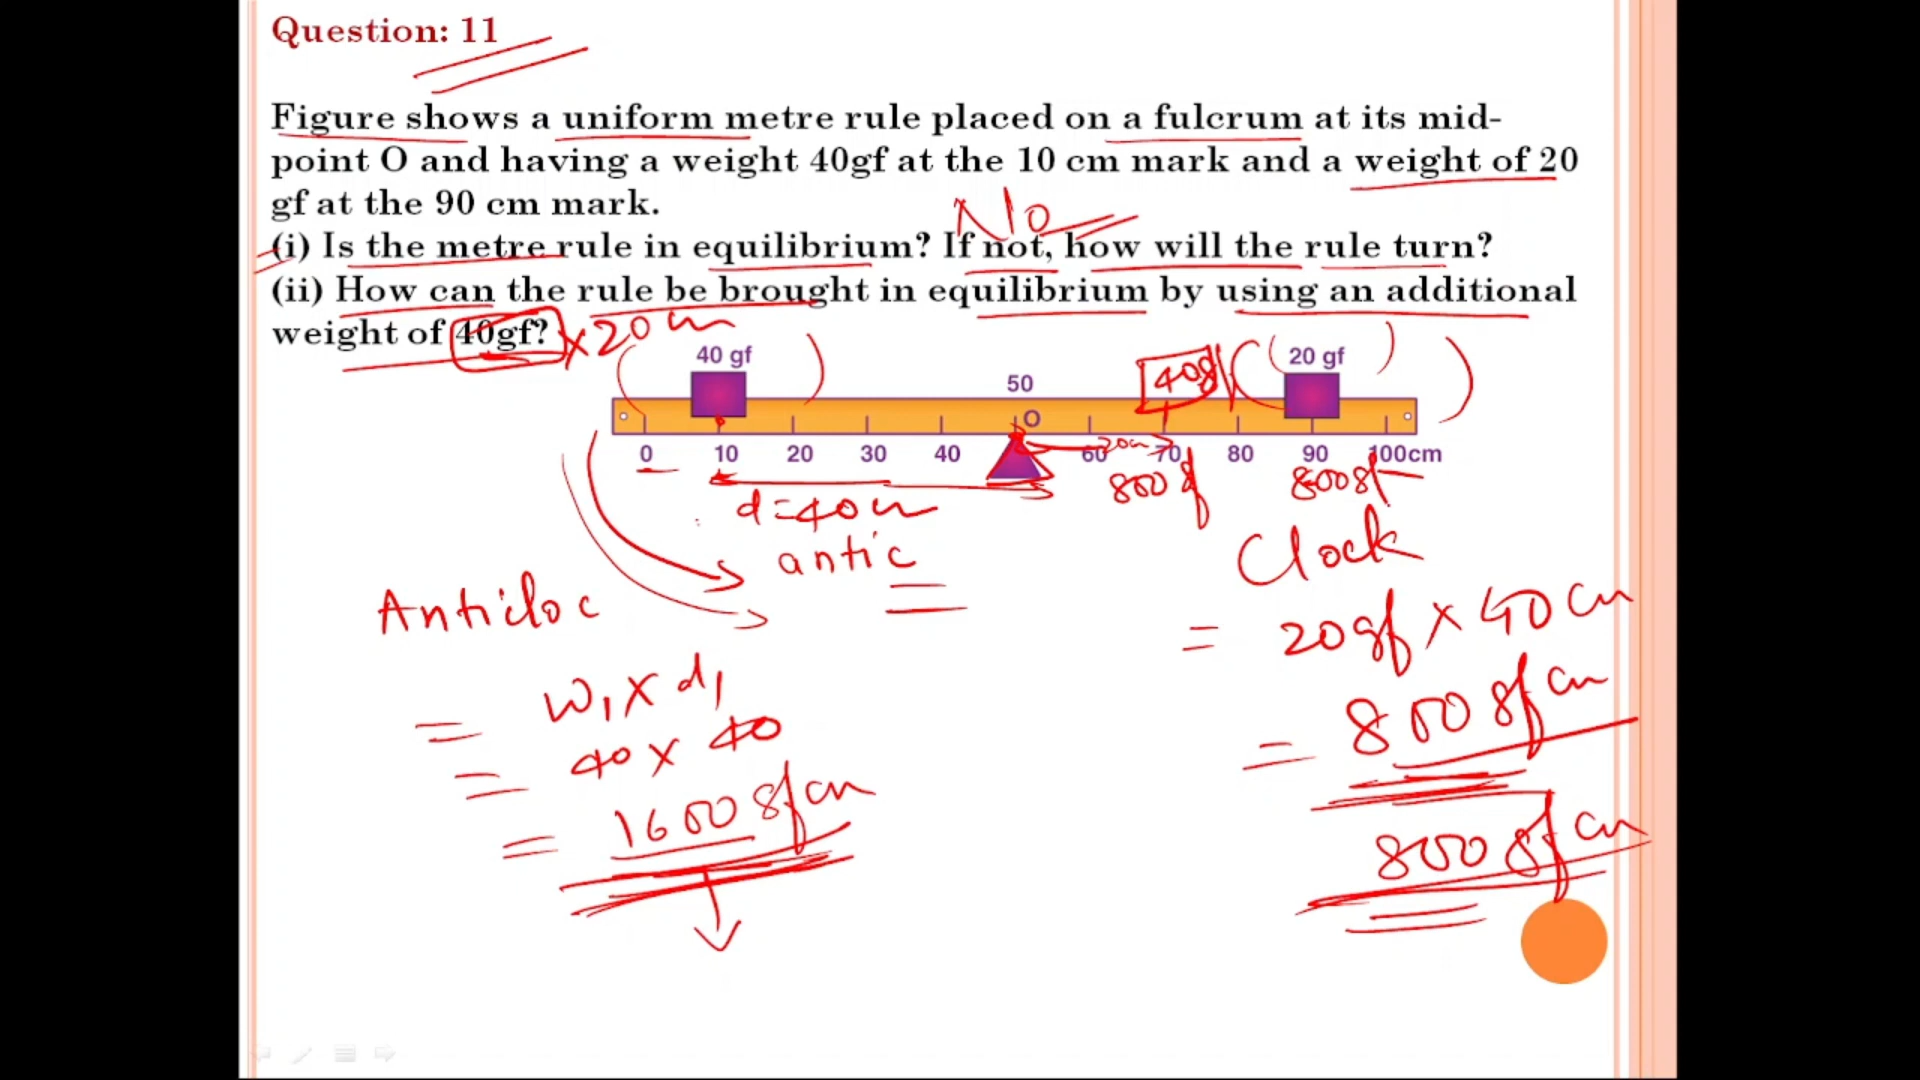 Question: 11
Figure shows a uniform metre rule placed on a fulcrum at its mid-
point O and having a weight 40gf at the 10 cm mark and a weight of 20
gf at the 90 cm mark.
No
(i) Is the metre rule in equilibrium? If not, how will the rule turn?
(ii) How can the rule be brought in equilibrium by using an additional
weight of 40gf? × 20 cm
40 gf 50 40gf 20 gf
O
0 10 20 30 40 60 70 80 90 100cm
20cm
d = 40 cm 800gf 800gf
antic Clock
Anticloc = 20gf × 40 cm
= W1 × d1 = 800 gf cm
= 40 × 40
= 1600 gf cm 800 gf cm